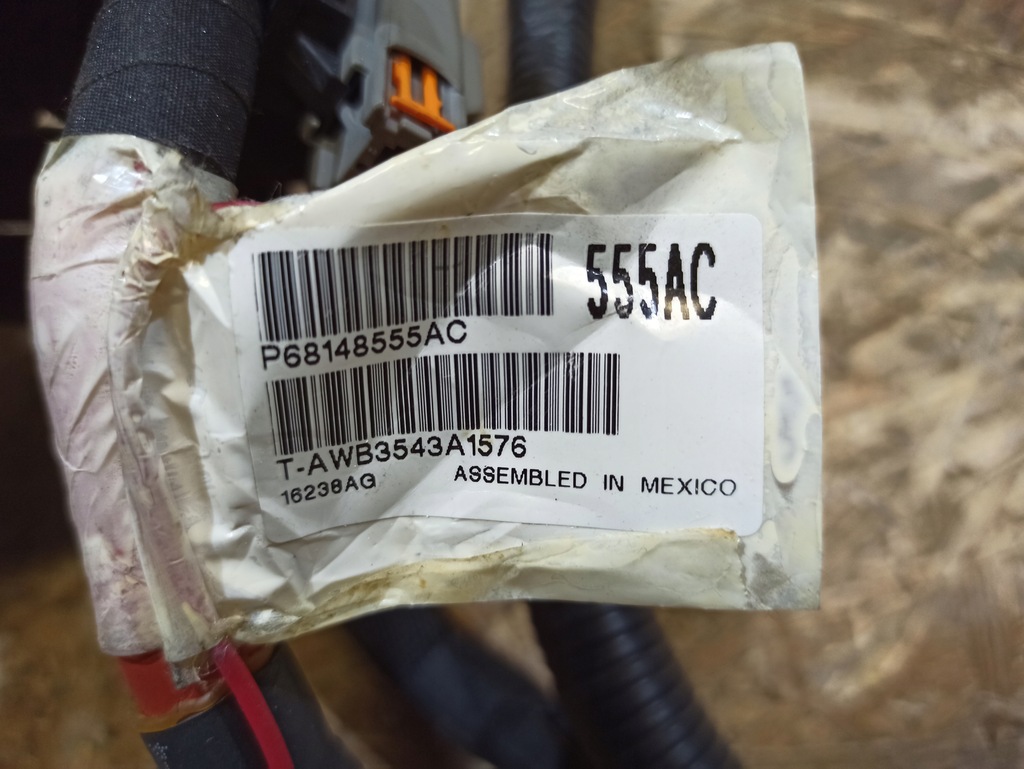 555AC
P68148555AC
T-AWB3543A1576
16238AG
ASSEMBLED IN MEXICO